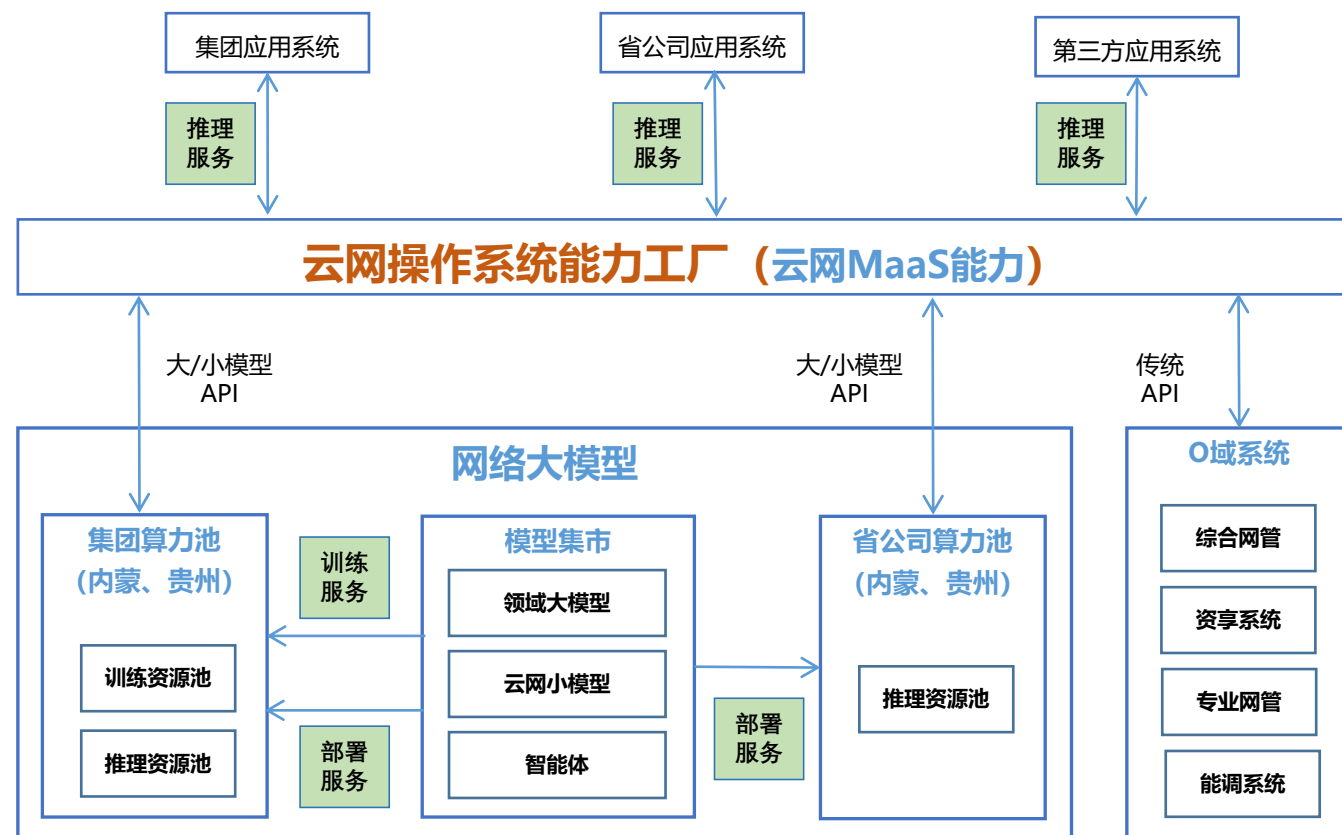 集团应用系统
省公司应用系统
第三方应用系统
推理
服务
推理
服务
推理
服务
云网操作系统能力工厂（云网MaaS能力）
大/小模型
API
大/小模型
API
传统
API
网络大模型
集团算力池
（内蒙、贵州）
训练资源池
推理资源池
训练
服务
部署
服务
模型集市
领域大模型
云网小模型
智能体
部署
服务
省公司算力池
（内蒙、贵州）
推理资源池
O域系统
综合网管
资享系统
专业网管
能调系统